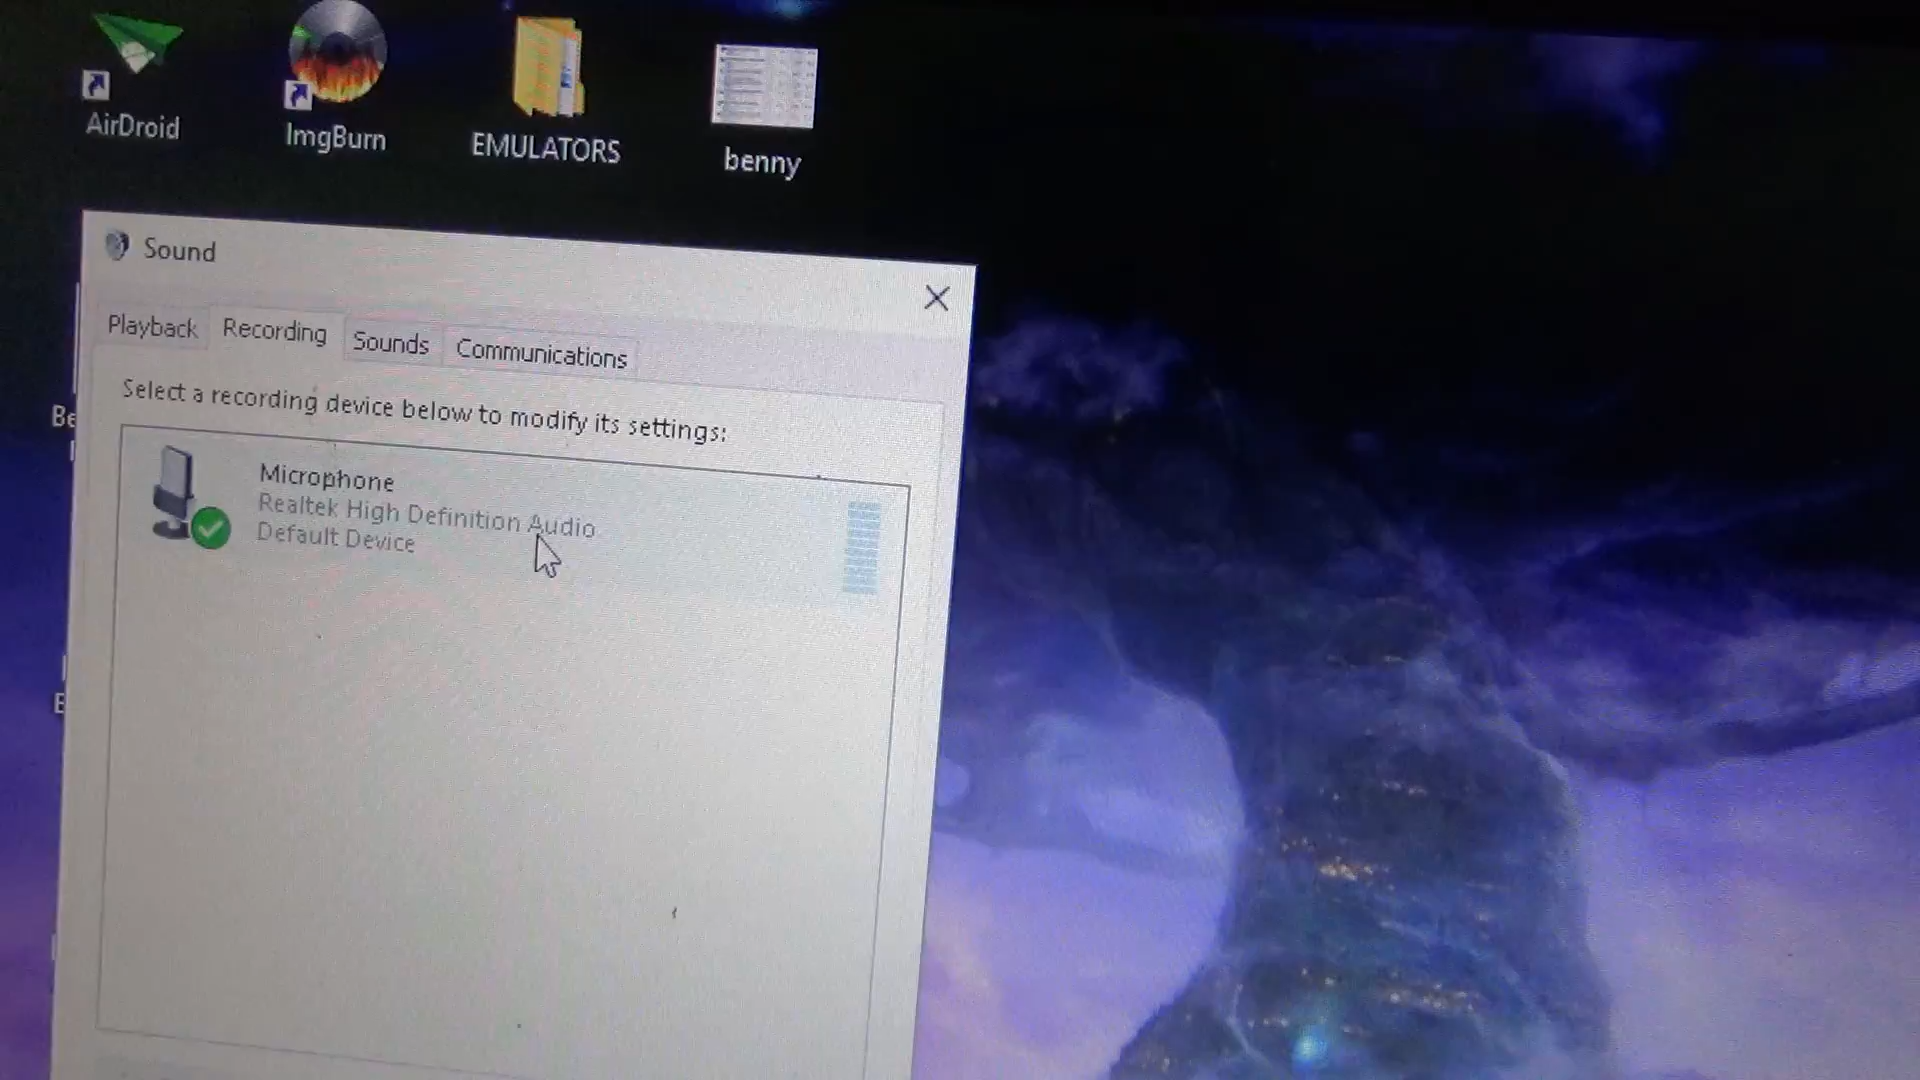 AirDroid
ImgBurn
EMULATORS
benny
Sound
Playback
Recording
Sounds
Communications
Select a recording device below to modify its settings:
Microphone
Realtek High Definition Audio
Default Device